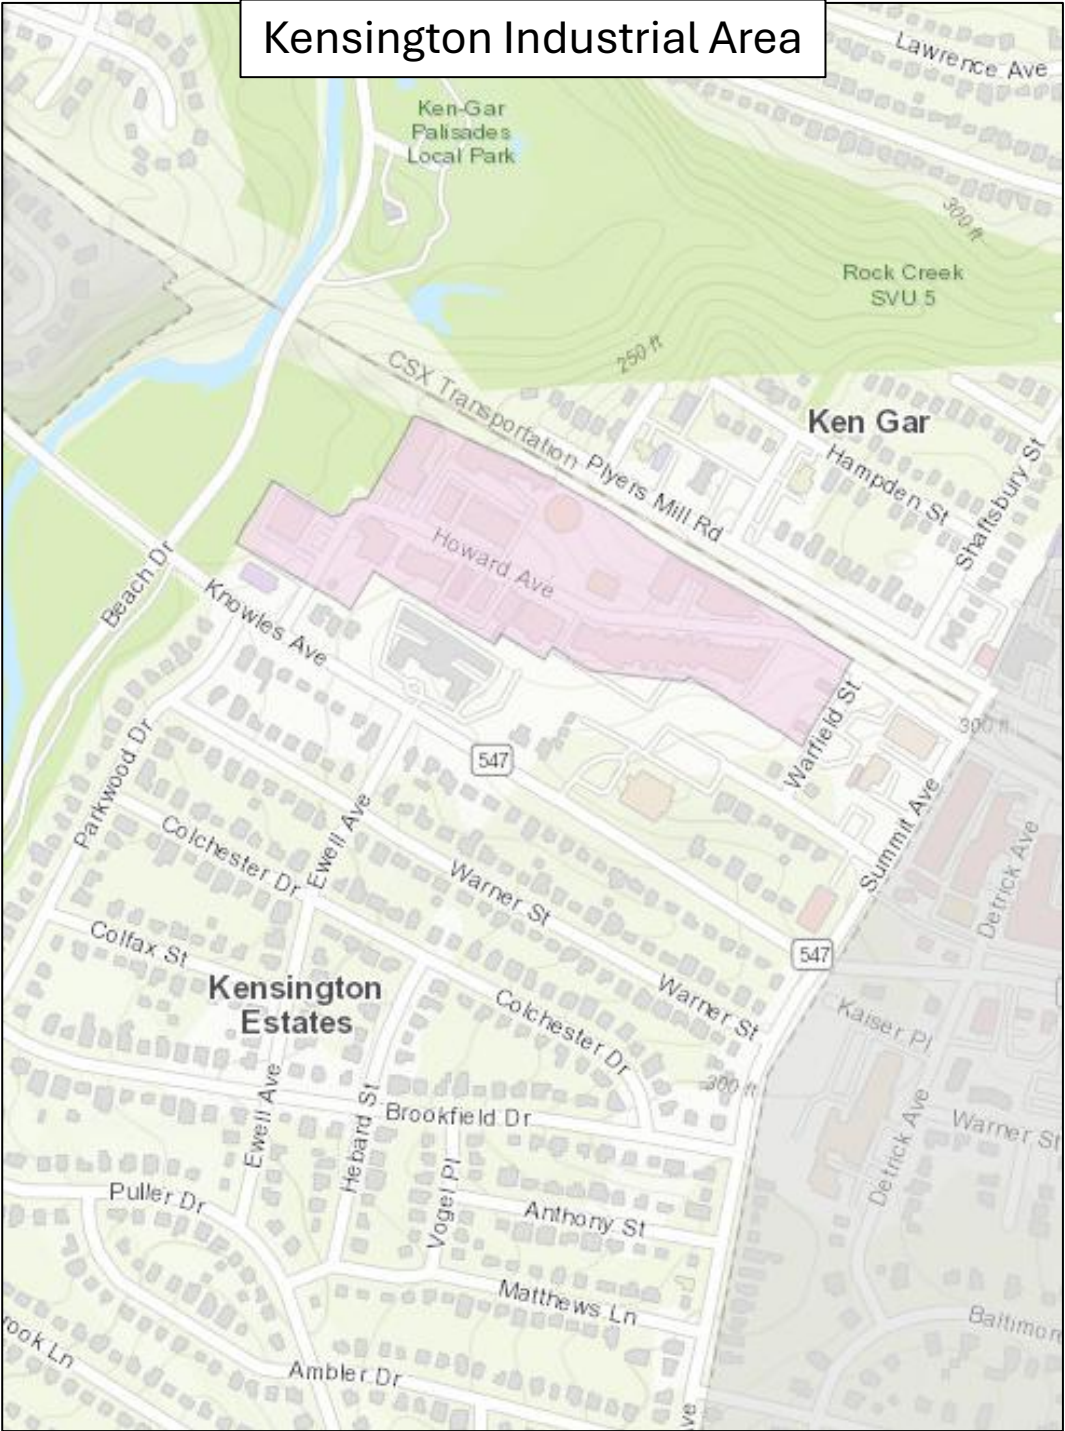 Kensington Industrial Area
Lawrence Ave
Ken-Gar
Palisades
Local Park
300 ft
Rock Creek
SVU 5
250 ft
CSX Transportation
Ken Gar
Plyers Mill Rd
Hampden St
Shaftsbury St
Howard Ave
Beach Dr
Knowles Ave
Warfield St
300 ft
547
Parkwood Dr
Ewell Ave
Summit Ave
Colchester Dr
Detrick Ave
Warner St
Colfax St
547
Kensington
Estates
Warner St
Colchester Dr
Kaiser Pl
300 ft
Ewell Ave
Hebard St
Brookfield Dr
Detrick Ave
Warner St
Puller Dr
Vogel Pl
Anthony St
Matthews Ln
Baltimor
rook Ln
Ambler Dr
ve